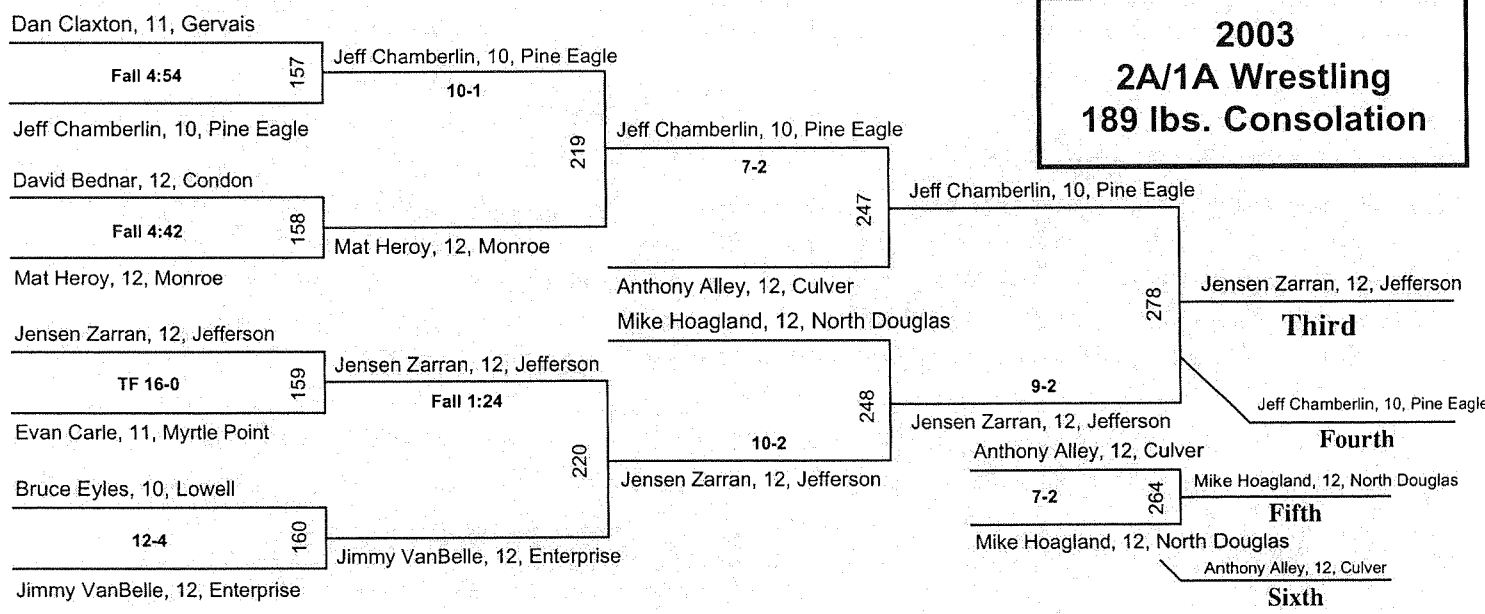 2003
2A/1A Wrestling
189 lbs. Consolation
Dan Claxton, 11, Gervais
Fall 4:54
157
Jeff Chamberlin, 10, Pine Eagle
David Bednar, 12, Condon
Fall 4:42
158
Mat Heroy, 12, Monroe
Jensen Zarran, 12, Jefferson
TF 16-0
159
Evan Carle, 11, Myrtle Point
Bruce Eyles, 10, Lowell
12-4
160
Jimmy VanBelle, 12, Enterprise
Jeff Chamberlin, 10, Pine Eagle
10-1
219
Mat Heroy, 12, Monroe
Jensen Zarran, 12, Jefferson
Fall 1:24
220
Jimmy VanBelle, 12, Enterprise
Jeff Chamberlin, 10, Pine Eagle
7-2
247
Anthony Alley, 12, Culver
Mike Hoagland, 12, North Douglas
248
10-2
Jensen Zarran, 12, Jefferson
Jeff Chamberlin, 10, Pine Eagle
278
9-2
Jensen Zarran, 12, Jefferson
Anthony Alley, 12, Culver
7-2
264
Mike Hoagland, 12, North Douglas
Jensen Zarran, 12, Jefferson
Third
Jeff Chamberlin, 10, Pine Eagle
Fourth
Mike Hoagland, 12, North Douglas
Fifth
Anthony Alley, 12, Culver
Sixth